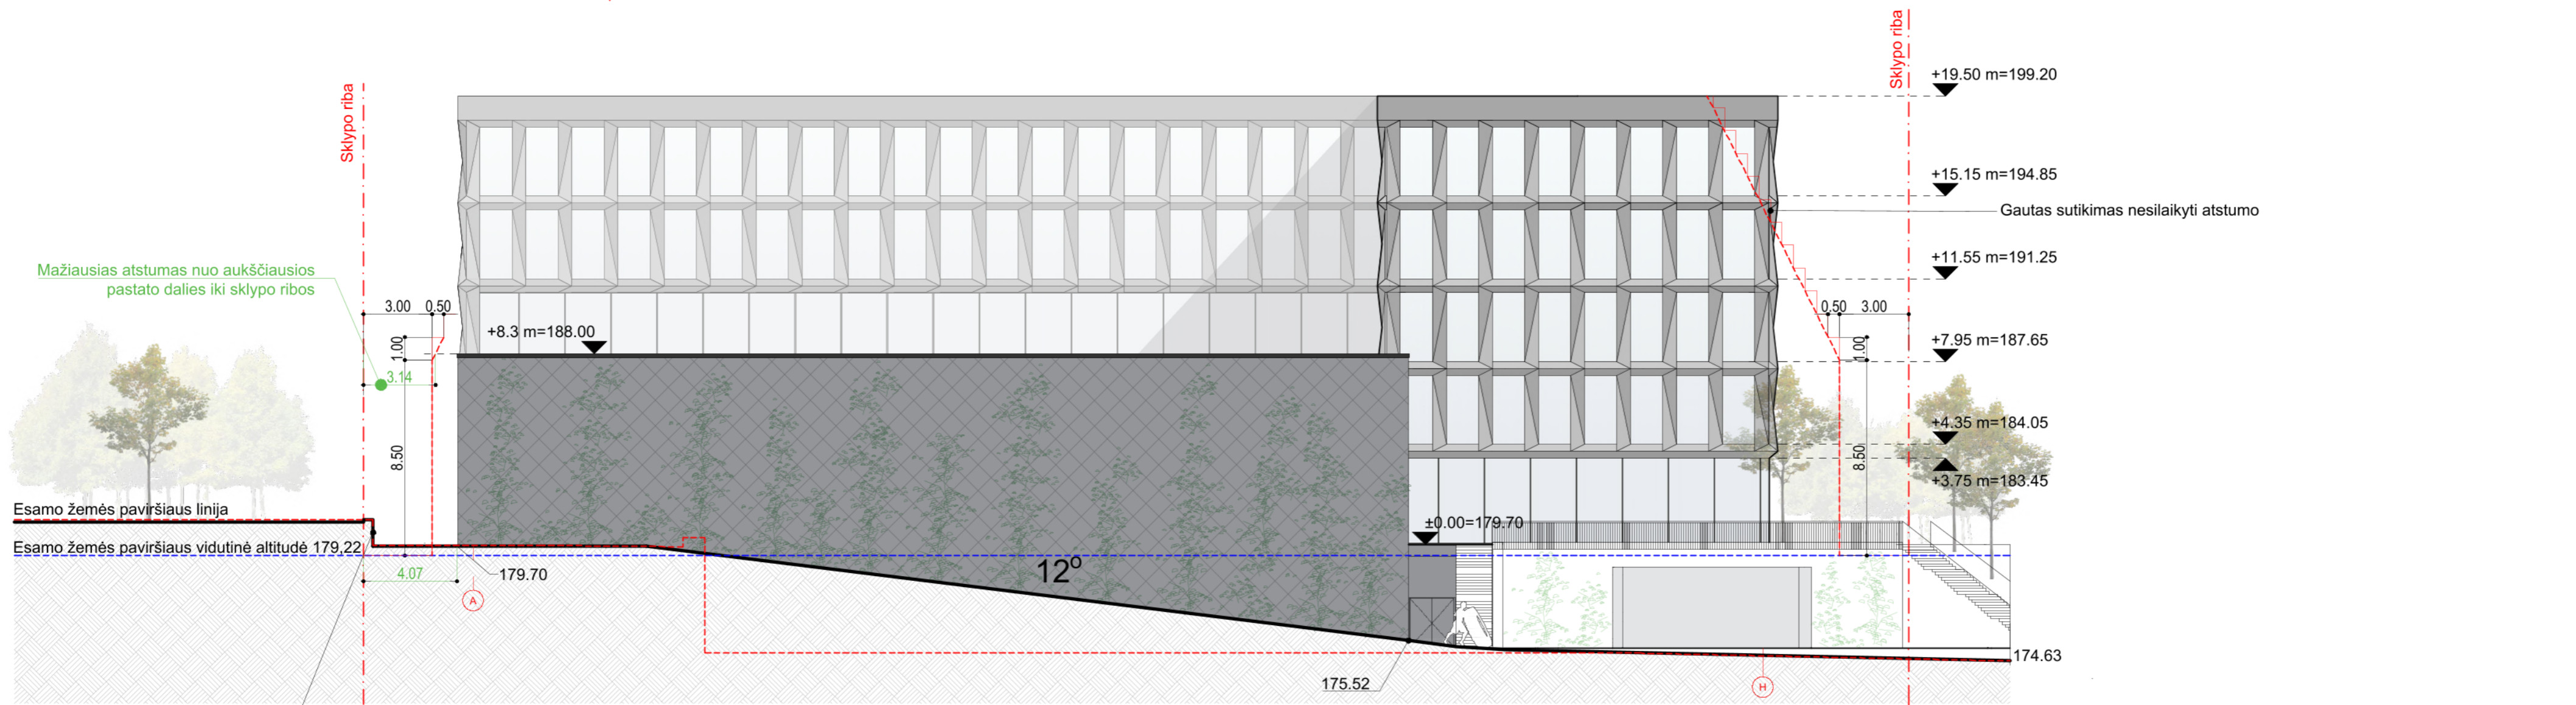 Sklypo riba
Sklypo riba
+19.50 m=199.20
+15.15 m=194.85
Gautas sutikimas nesilaikyti atstumo
+11.55 m=191.25
Mažiausias atstumas nuo aukščiausios
pastato dalies iki sklypo ribos
3.00 0.50
0.50 3.00
+8.3 m=188.00
+7.95 m=187.65
1.00
1.00
3.14
+4.35 m=184.05
8.50
8.50
+3.75 m=183.45
Esamo žemės paviršiaus linija
±0.00=179.70
Esamo žemės paviršiaus vidutinė altitudė 179,22
4.07
179.70
12º
A
174.63
175.52
H